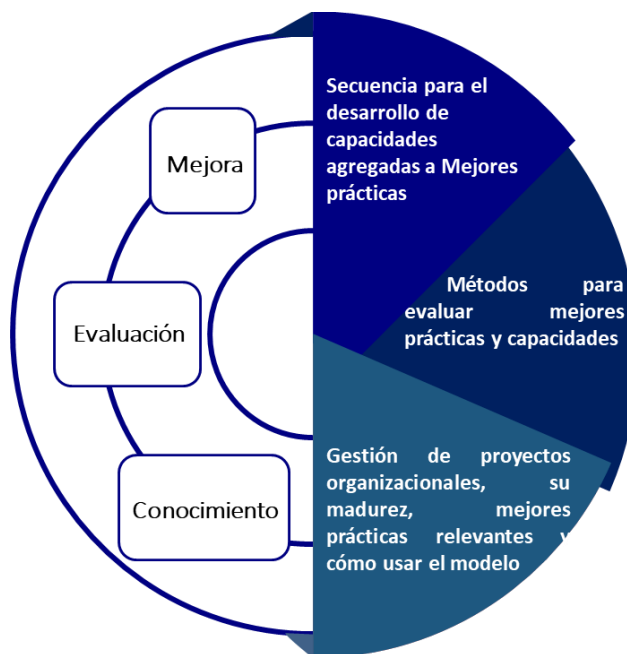 Mejora
Secuencia para el
desarrollo de
capacidades
agregadas a Mejores
prácticas
Evaluación
Métodos para
evaluar mejores
prácticas y capacidades
Conocimiento
Gestión de proyectos
organizacionales, su
madurez, mejores
prácticas relevantes y
cómo usar el modelo